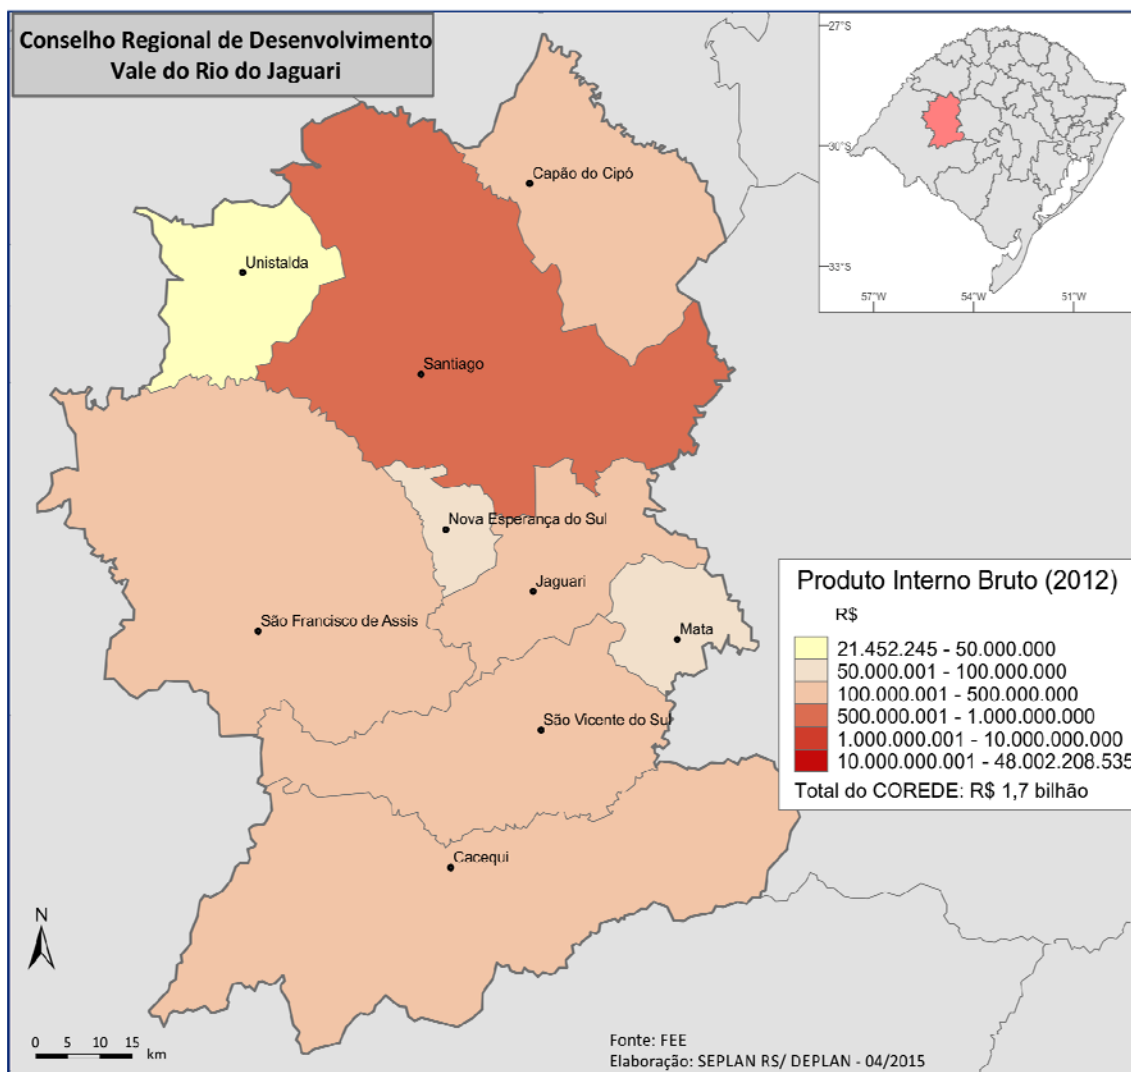 Conselho Regional de Desenvolvimento
Vale do Rio do Jaguari
27°S
30°S
33°S
57°W
54°W
51°W
Capão do Cipó
Unistalda
Santiago
Nova Esperança do Sul
Jaguari
São Francisco de Assis
Mata
São Vicente do Sul
Cacequi
Produto Interno Bruto (2012)
R$
21.452.245 - 50.000.000
50.000.001 - 100.000.000
100.000.001 - 500.000.000
500.000.001 - 1.000.000.000
1.000.000.001 - 10.000.000.000
10.000.000.001 - 48.002.208.535
Total do COREDE: R$ 1,7 bilhão
N
0 5 10 15
km
Fonte: FEE
Elaboração: SEPLAN RS/ DEPLAN - 04/2015